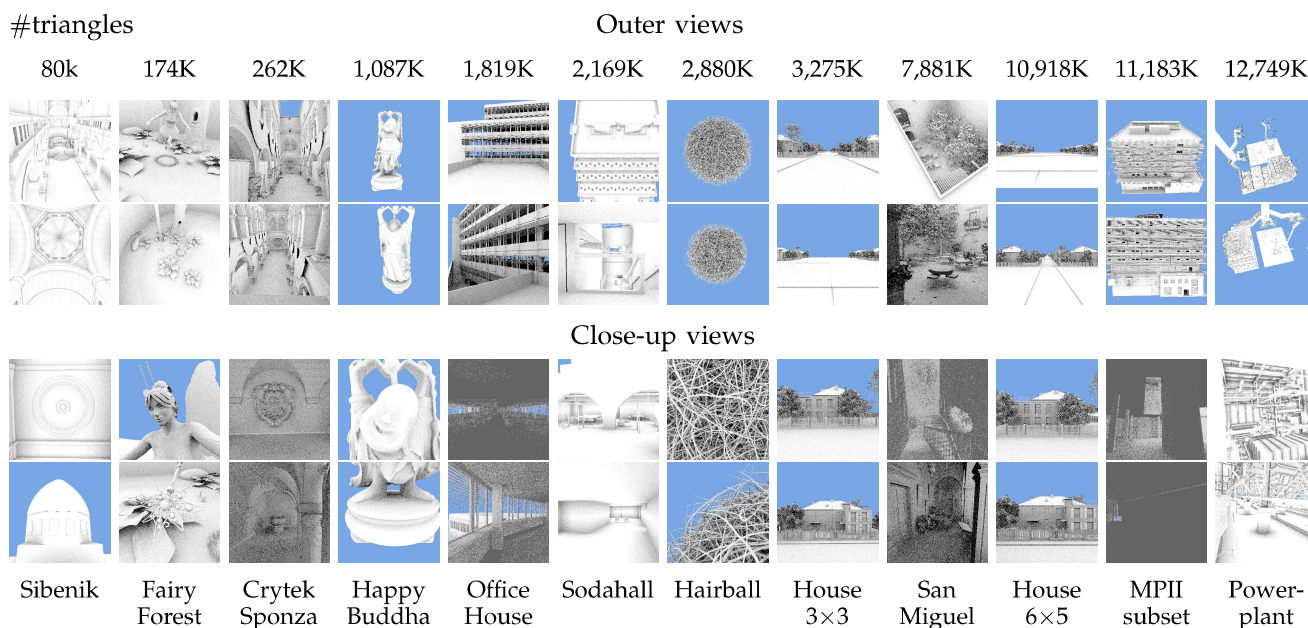 #triangles Outer views
80k 174K 262K 1,087K 1,819K 2,169K 2,880K 3,275K 7,881K 10,918K 11,183K 12,749K
Close-up views
Sibenik Fairy Crytek Happy Office Sodahall Hairball House San House MPII Power-
Forest Sponza Buddha House 3×3 Miguel 6×5 subset plant